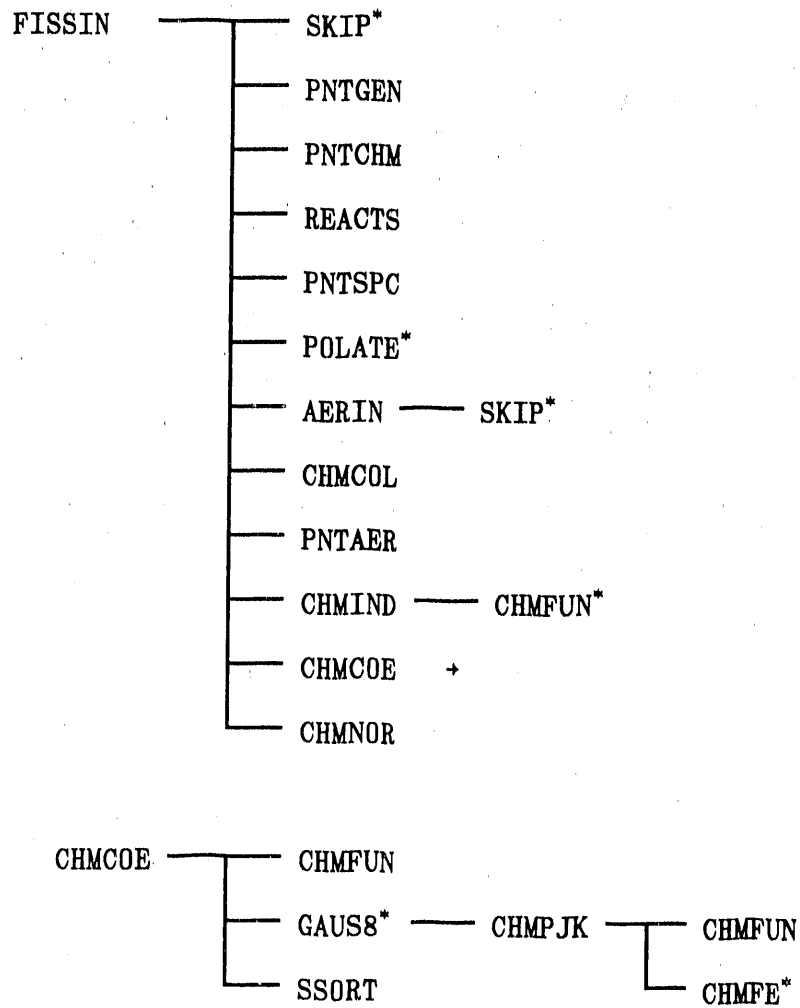 FISSIN SKIP*
PNTGEN
PNTCHM
REACTS
PNTSPC
POLATE*
AERIN SKIP*
CHMCOL
PNTAER
CHMIND CHMFUN*
CHMCOE →
CHMNOR
CHMCOE CHMFUN
GAUS8* CHMPJK CHMFUN
SSORT CHMFE*